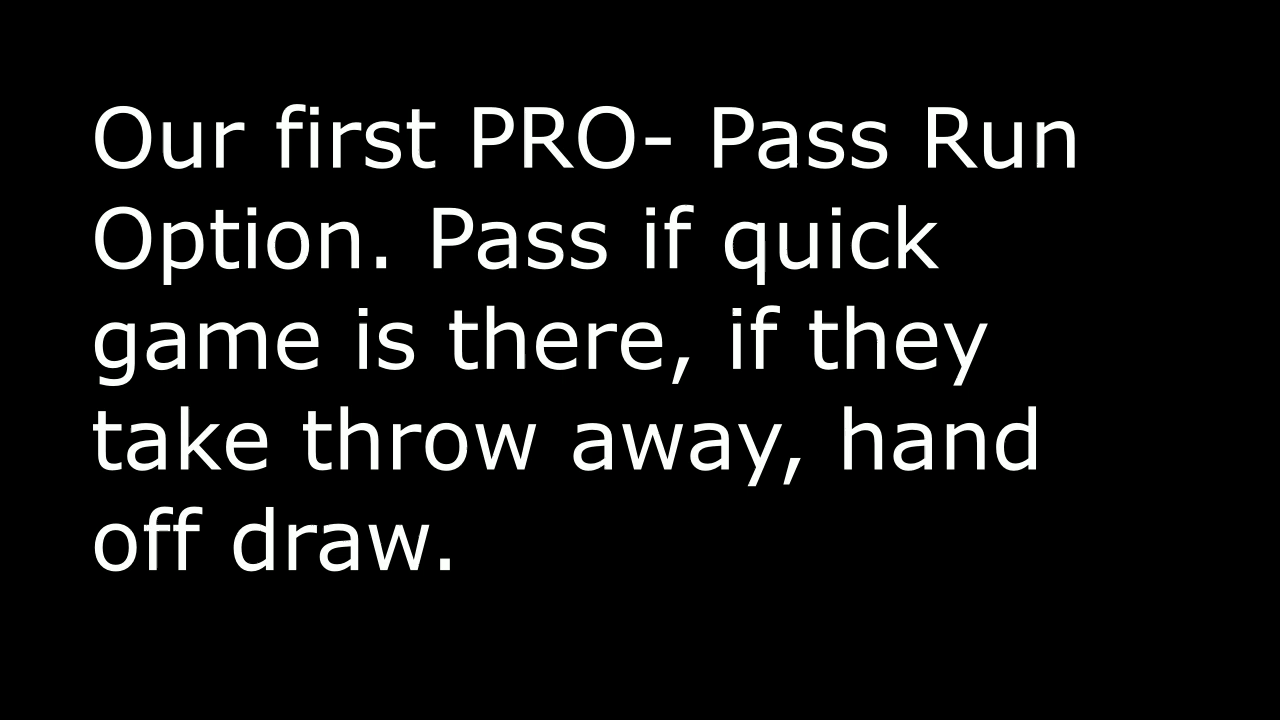 Our first PRO- Pass Run
Option. Pass if quick
game is there, if they
take throw away, hand
off draw.